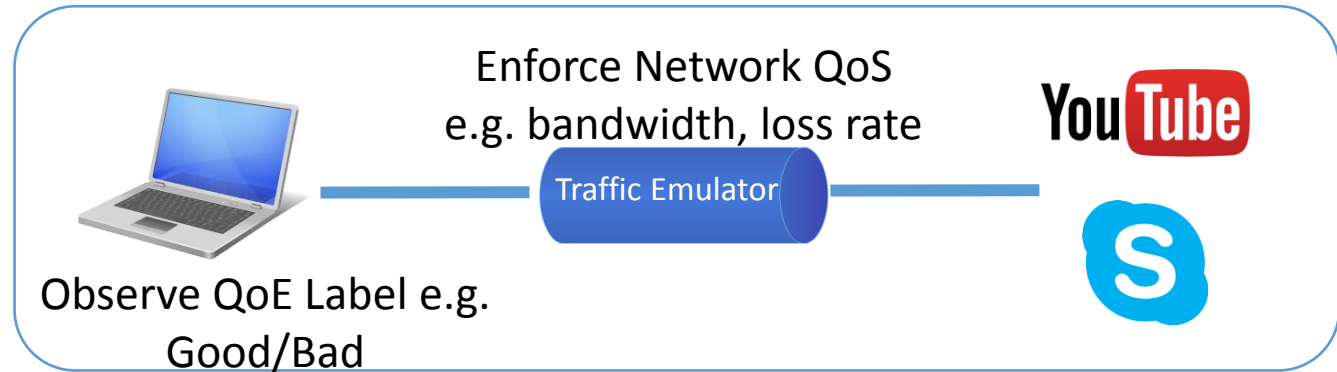 Enforce Network QoS
e.g. bandwidth, loss rate
Traffic Emulator
YouTube
S
Observe QoE Label e.g.
Good/Bad